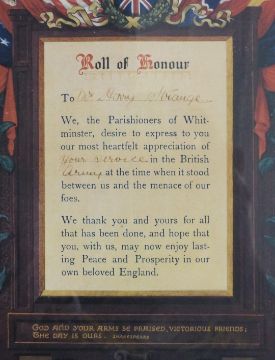 Roll of Honour
To Mr Harry Strange
We, the Parishioners of Whit-
minster, desire to express to you
our most heartfelt appreciation of
your service in the British
Army at the time when it stood
between us and the menace of our
foes.
We thank you and yours for all
that has been done, and hope that
you, with us, may now enjoy last-
ing Peace and Prosperity in our
own beloved England.
GOD AND YOUR ARMS BE PRAISED, VICTORIOUS FRIENDS;
THE DAY IS OURS. SHAKESPEARE